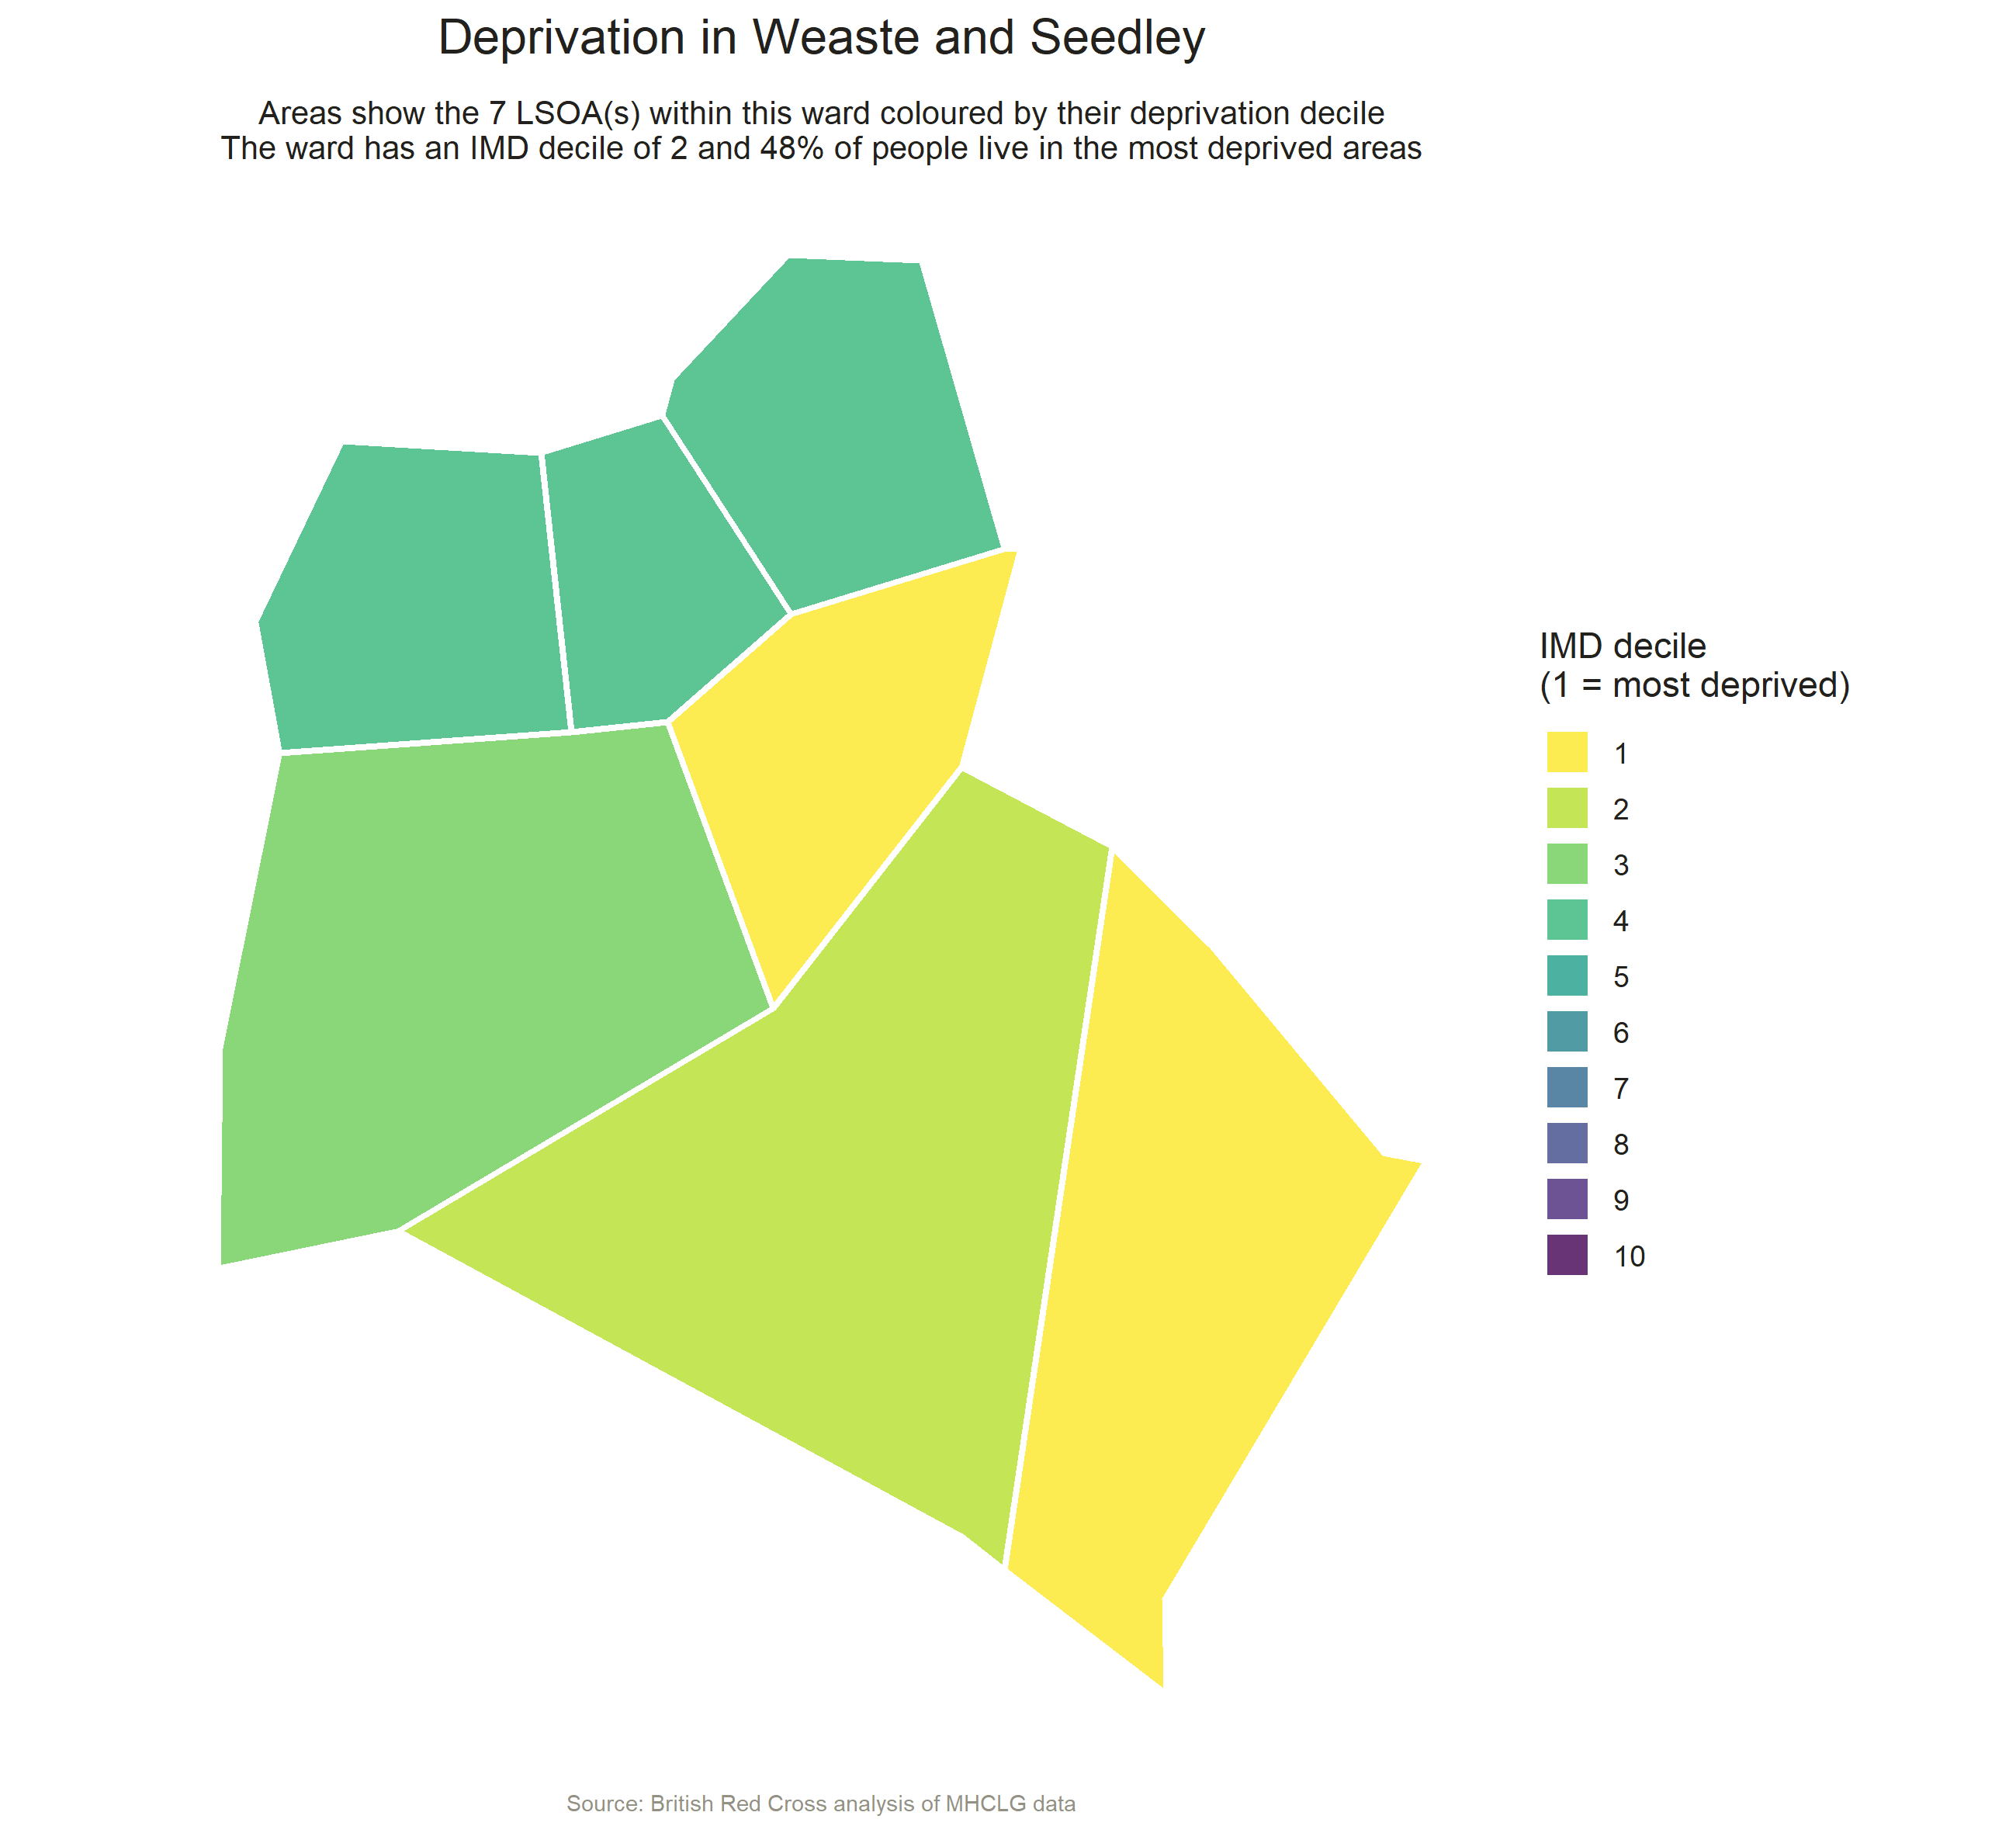 Deprivation in Weaste and Seedley
Areas show the 7 LSOA(s) within this ward coloured by their deprivation decile
The ward has an IMD decile of 2 and 48% of people live in the most deprived areas
IMD decile
(1 = most deprived)
1
2
3
4
5
6
7
8
9
10
Source: British Red Cross analysis of MHCLG data